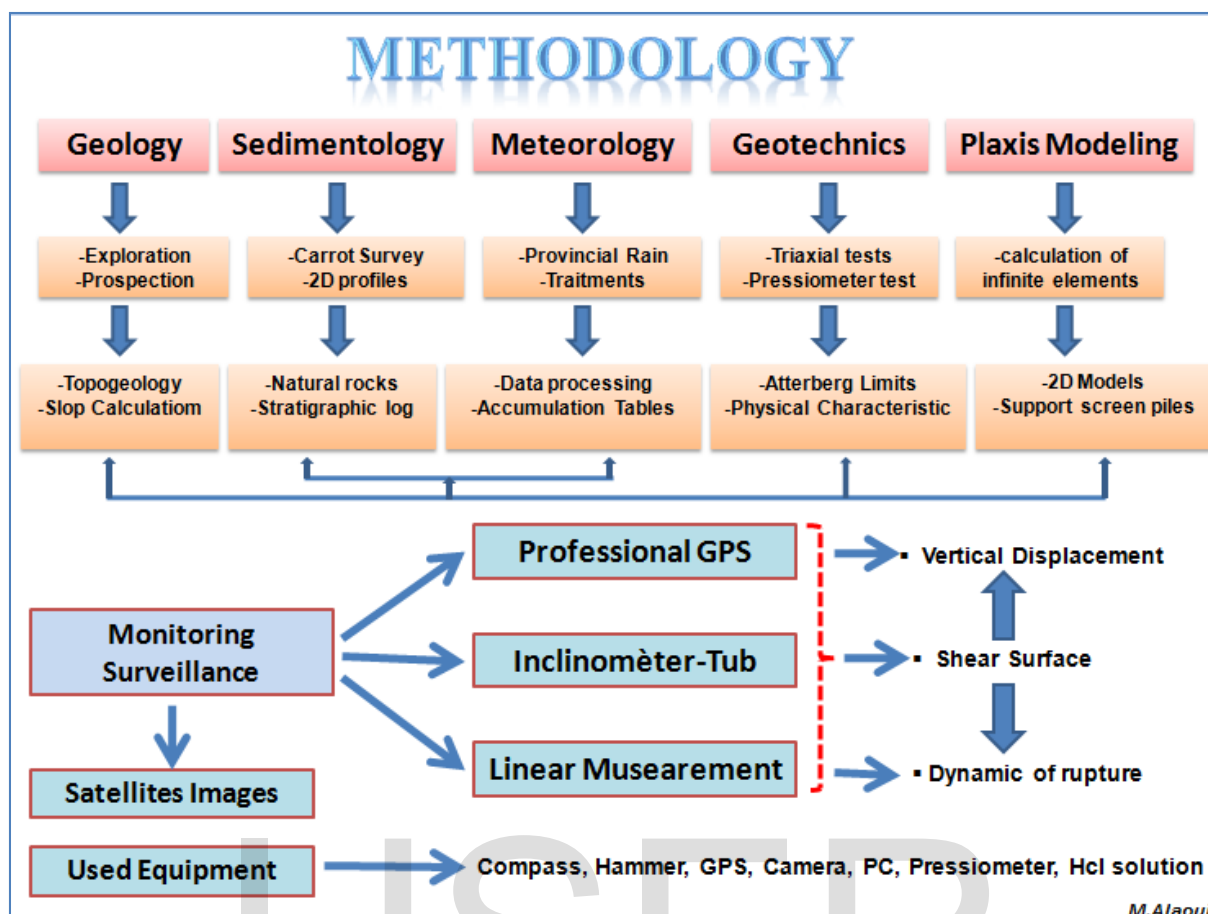 METHODOLOGY
Geology
Sedimentology
Meteorology
Geotechnics
Plaxis Modeling
-Exploration
-Prospection
-Carrot Survey
-2D profiles
-Provincial Rain
-Traitments
-Triaxial tests
-Pressiometer test
-calculation of
infinite elements
-Topogeology
-Slop Calculatiom
-Natural rocks
-Stratigraphic log
-Data processing
-Accumulation Tables
-Atterberg Limits
-Physical Characteristic
-2D Models
-Support screen piles
Professional GPS
▪ Vertical Displacement
Monitoring
Surveillance
Inclinomèter-Tub
▪ Shear Surface
Linear Musearement
▪ Dynamic of rupture
Satellites Images
Used Equipment
Compass, Hammer, GPS, Camera, PC, Pressiometer, Hcl solution
M.Alaoui